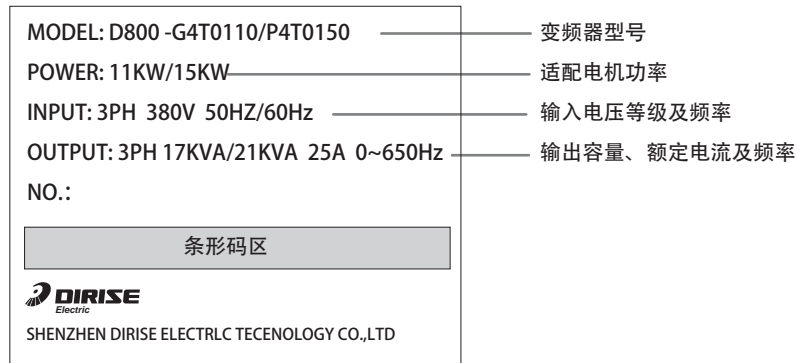 MODEL: D800 -G4T0110/P4T0150 变频器型号
POWER: 11KW/15KW 适配电机功率
INPUT: 3PH 380V 50HZ/60Hz 输入电压等级及频率
OUTPUT: 3PH 17KVA/21KVA 25A 0~650Hz 输出容量、额定电流及频率
NO.:
条形码区
DIRISE
Electric
SHENZHEN DIRISE ELECTRLC TECENOLOGY CO.,LTD